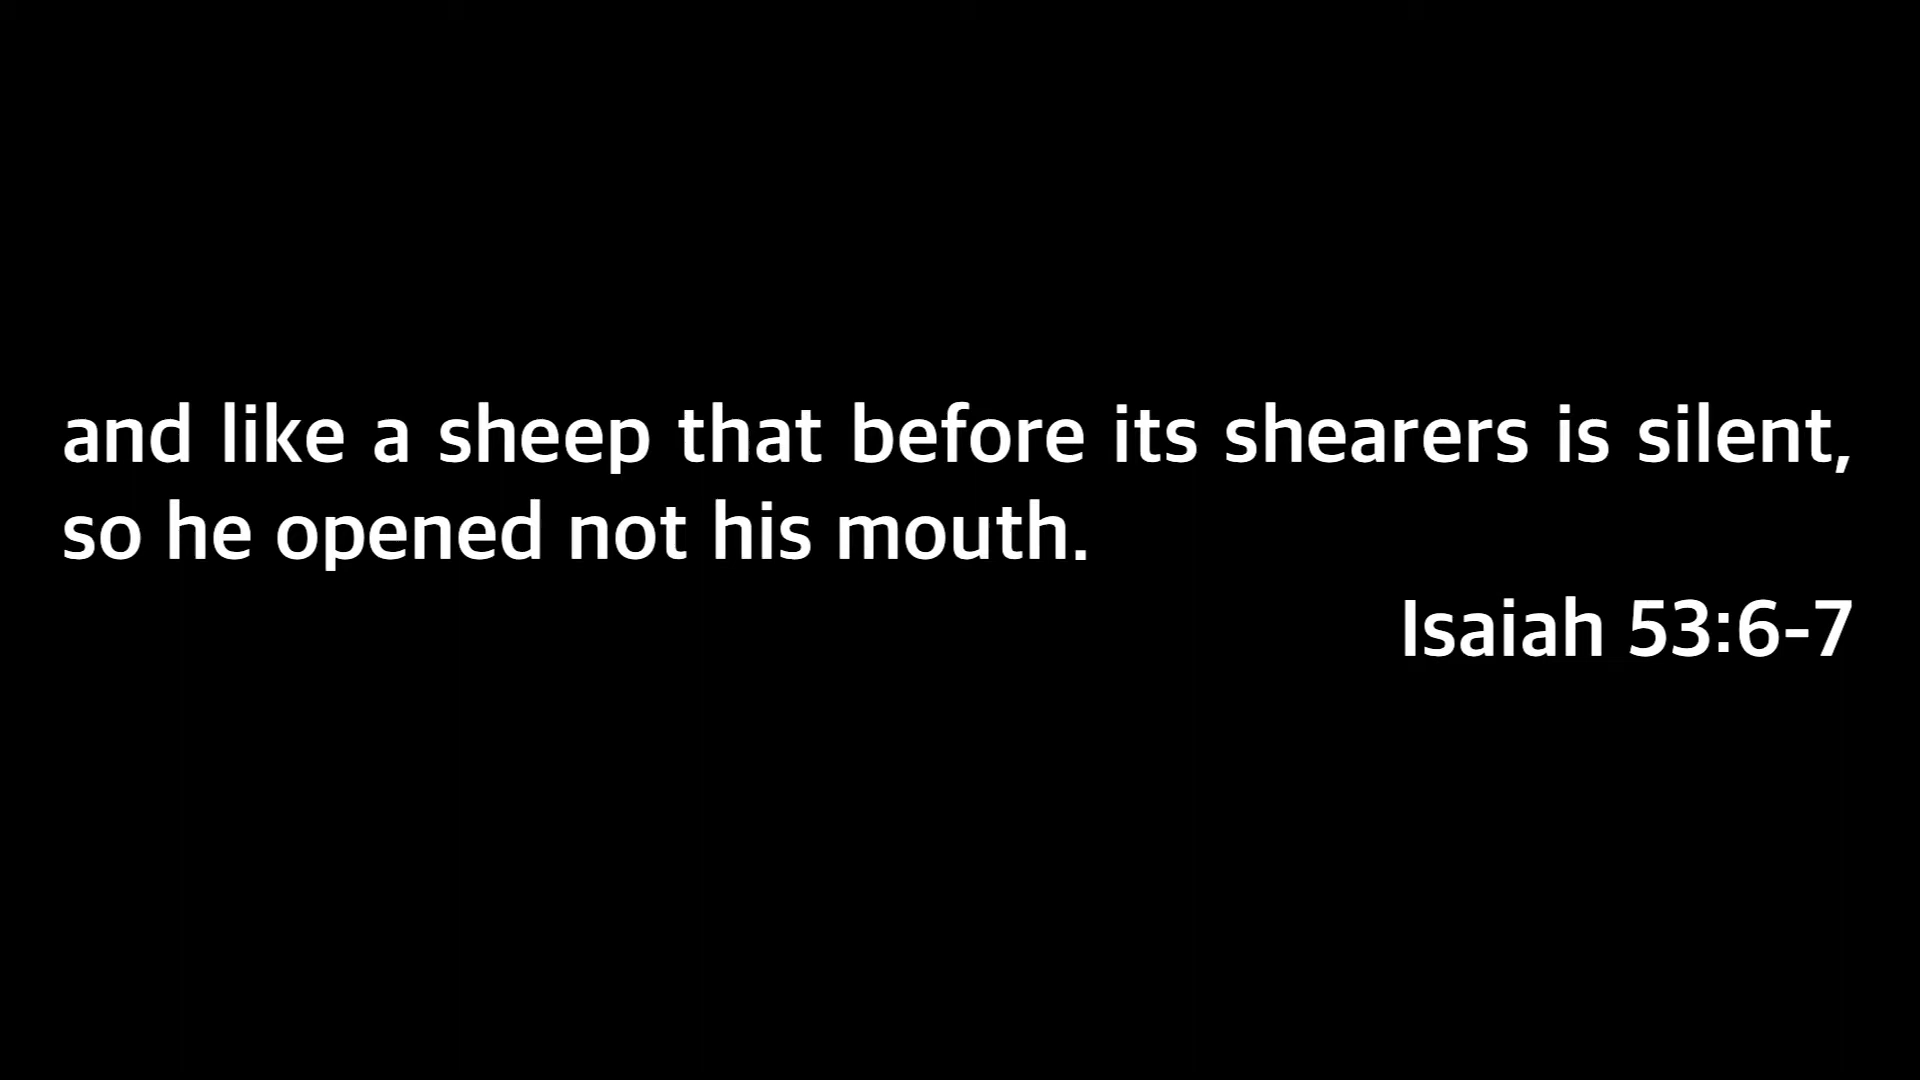 and like a sheep that before its shearers is silent,
so he opened not his mouth.
Isaiah 53:6-7